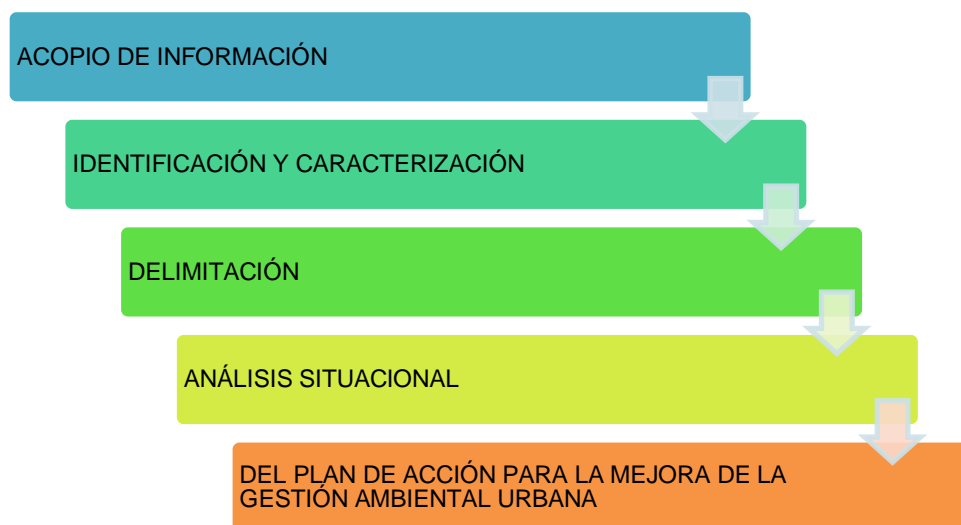 ACOPIO DE INFORMACIÓN
IDENTIFICACIÓN Y CARACTERIZACIÓN
DELIMITACIÓN
ANÁLISIS SITUACIONAL
DEL PLAN DE ACCIÓN PARA LA MEJORA DE LA
GESTIÓN AMBIENTAL URBANA